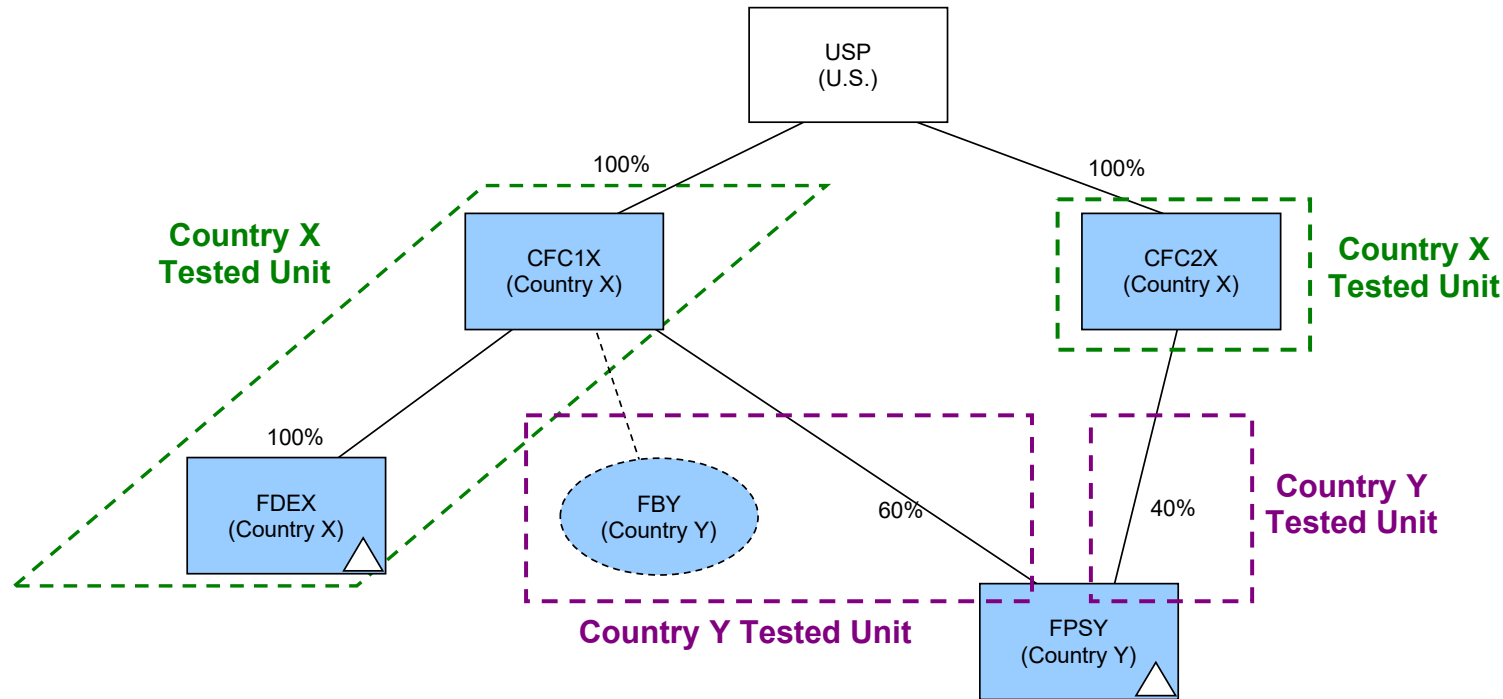 USP
(U.S.)
100%
100%
Country X
Tested Unit
CFC1X
(Country X)
CFC2X
(Country X)
Country X
Tested Unit
100%
FDEX
(Country X)
FBY
(Country Y)
60%
40%
Country Y
Tested Unit
Country Y Tested Unit
FPSY
(Country Y)